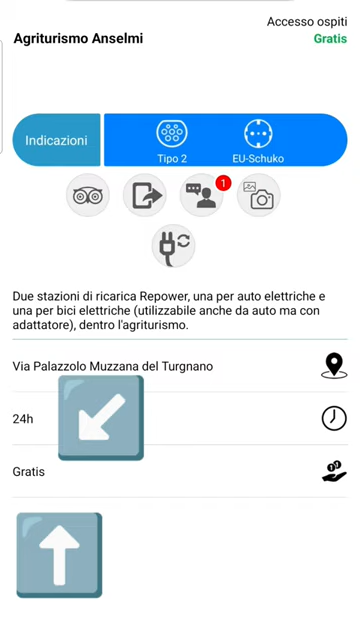 Accesso ospiti
Agriturismo Anselmi
Gratis
Indicazioni
Tipo 2
EU-Schuko
1
Due stazioni di ricarica Repower, una per auto elettriche e
una per bici elettriche (utilizzabile anche da auto ma con
adattatore), dentro l'agriturismo.
Via Palazzolo Muzzana del Turgnano
24h
Gratis